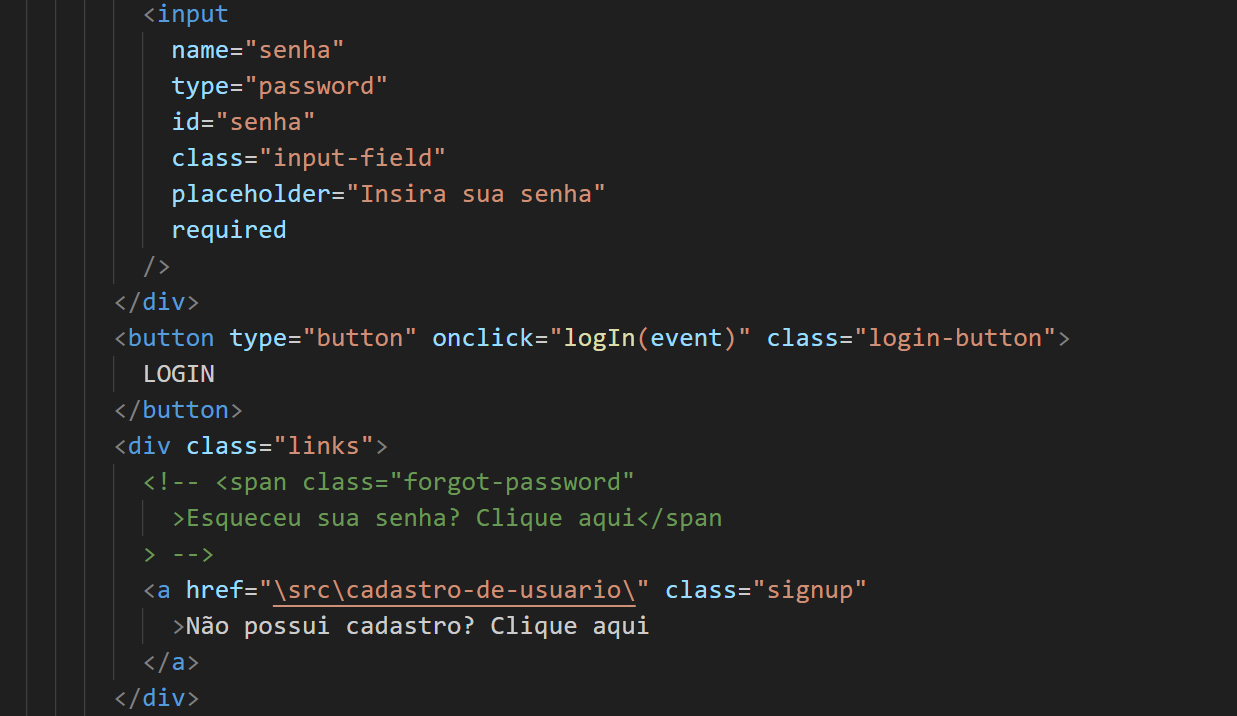 <input
name="senha"
type="password"
id="senha"
class="input-field"
placeholder="Insira sua senha"
required
/>
</div>
<button type="button" onclick="logIn(event)" class="login-button">
LOGIN
</button>
<div class="links">
<!-- <span class="forgot-password"
>Esqueceu sua senha? Clique aqui</span
> -->
<a href="\src\cadastro-de-usuario\" class="signup"
>Não possui cadastro? Clique aqui
</a>
</div>